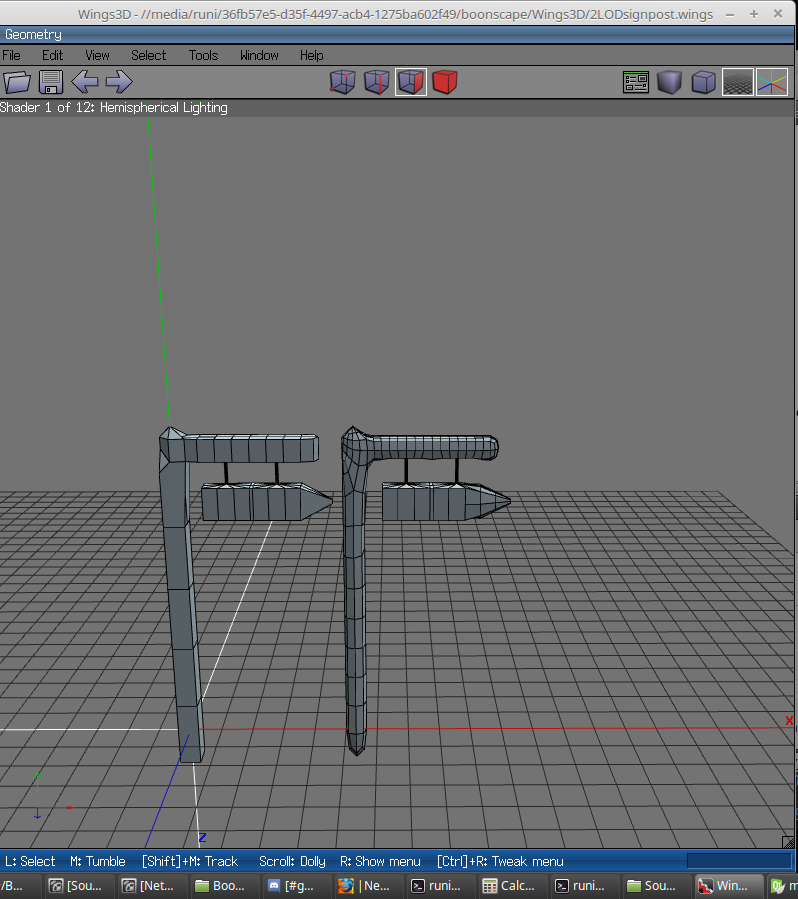 Wings3D - //media/runi/36fb57e5-d35f-4497-acb4-1275ba602f49/boonscape/Wings3D/2LODsignpost.wings
Geometry
File Edit View Select Tools Window Help
Shader 1 of 12: Hemispherical Lighting
X
Z
L: Select M: Tumble [Shift]+M: Track Scroll: Dolly R: Show menu [Ctrl]+R: Tweak menu
/B... [Sou... [Net... Boo... [#g... [ Ne... runi... Calc... runi... Sou... Win... m